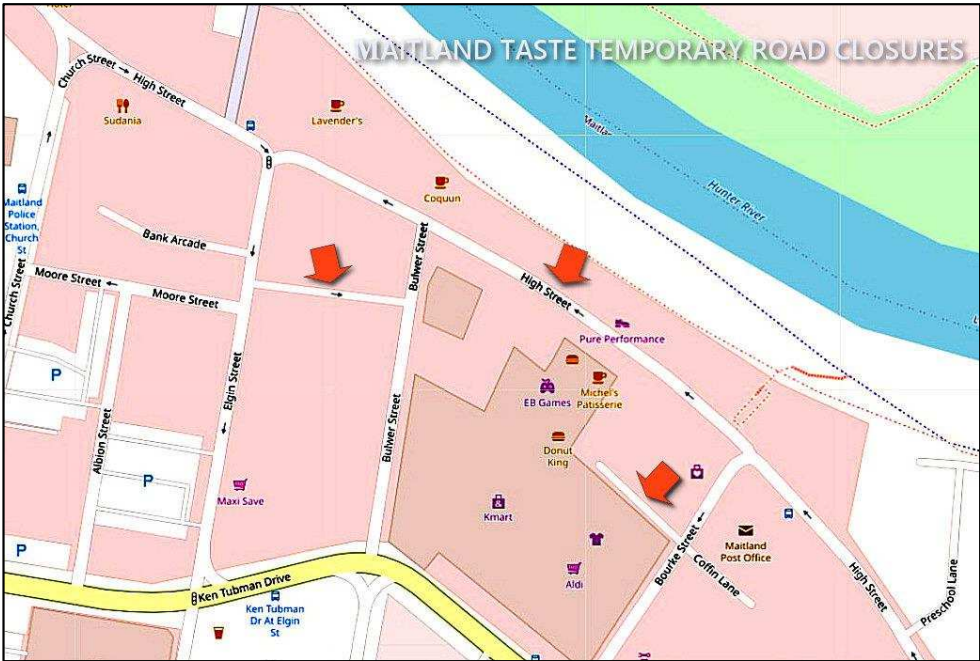 MAITLAND TASTE TEMPORARY ROAD CLOSURES
Hotel
Church Street
High Street
Sudania
Lavender's
Coquun
Hunter River
Maitland
Police
Station,
Church
St
Bank Arcade
Moore Street
Moore Street
Church Street
Bulwer Street
High Street
Pure Performance
Michel's
Patisserie
EB Games
P
Elgin Street
Albion Street
Bulwer Street
Donut
King
P
Maxi Save
Kmart
Maitland
Post Office
Bourke Street
Coffin Lane
High Street
Preschool Lane
Aldi
P
Ken Tubman Drive
Ken Tubman
Dr At Elgin
St